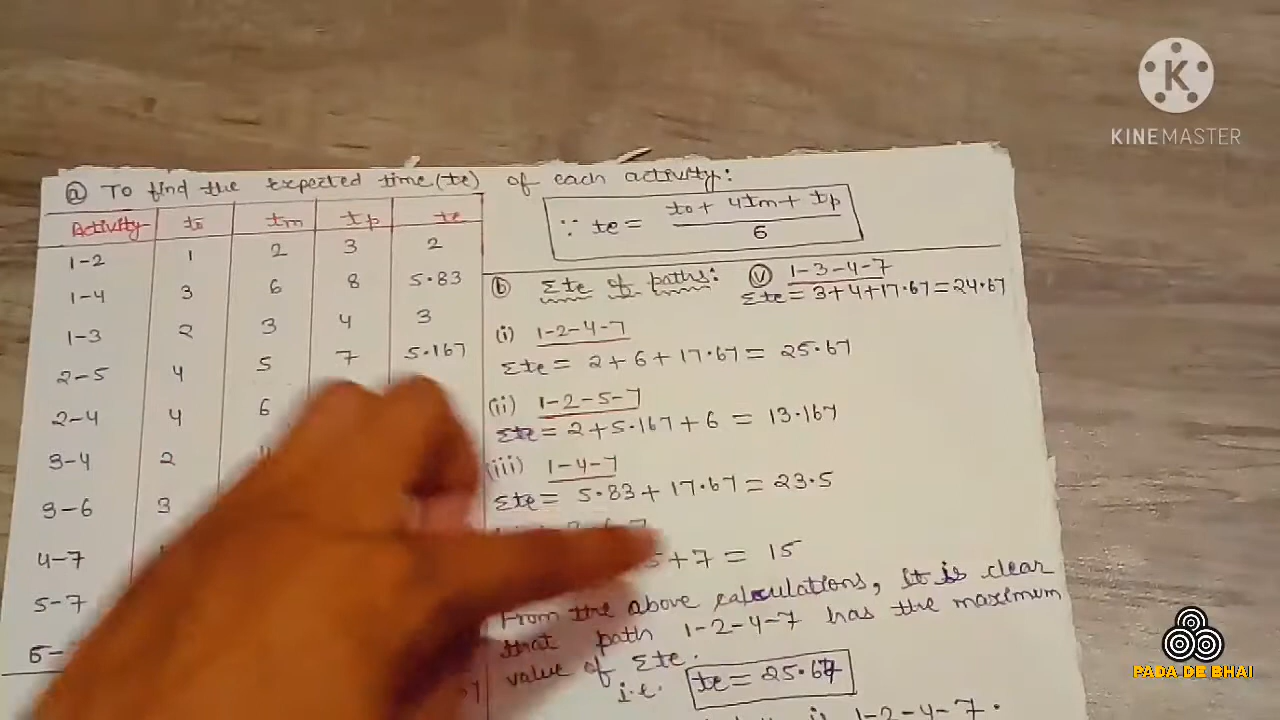 KINEMASTER
ⓐ To find the expected time (te) of each activity:
Activity to tm tp te
1-2 1 2 3 2
1-4 3 6 8 5.83
1-3 2 3 4 3
2-5 4 5 7 5.167
2-4 4 6
3-4 2
3-6 3
4-7
5-7
∵ te = to + 4tm + tp / 6
ⓑ Σte of paths:
(i) 1-2-4-7
Σte = 2 + 6 + 17.67 = 25.67
(ii) 1-2-5-7
Σte = 2 + 5.167 + 6 = 13.167
(iii) 1-4-7
Σte = 5.83 + 17.67 = 23.5
5 + 7 = 15
ⓥ 1-3-4-7
Σte = 3+4+17.67 = 24.67
From the above calculations, it is clear
that path 1-2-4-7 has the maximum
value of Σte.
i.e. te = 25.67
is 1-2-4-7.
PADA DE BHAI